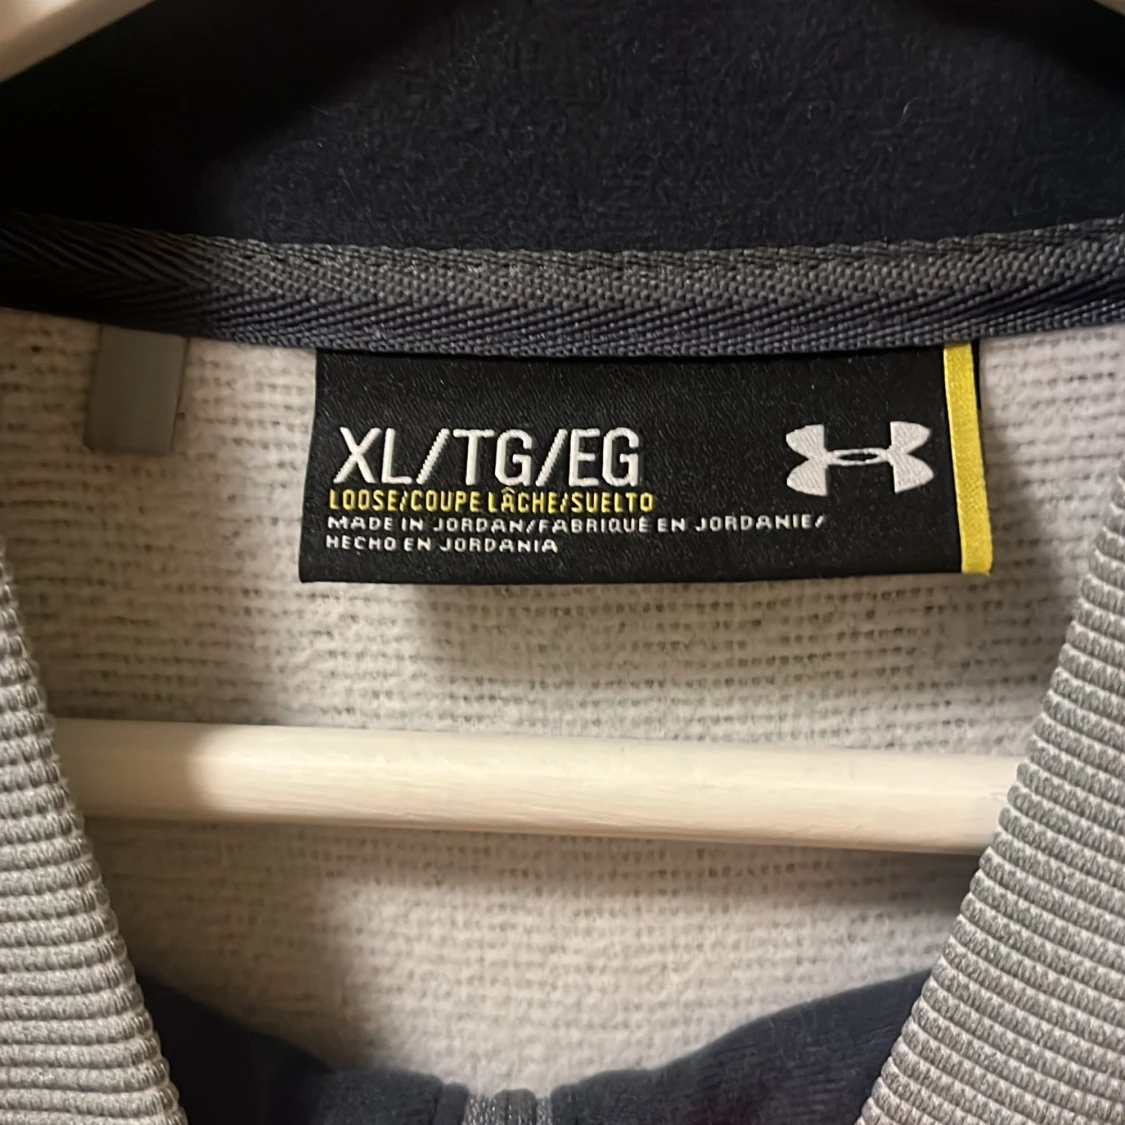 XL/TG/EG
LOOSE/COUPE LÂCHE/SUELTO
MADE IN JORDAN/FABRIQUÉ EN JORDANIE/
HECHO EN JORDANIA